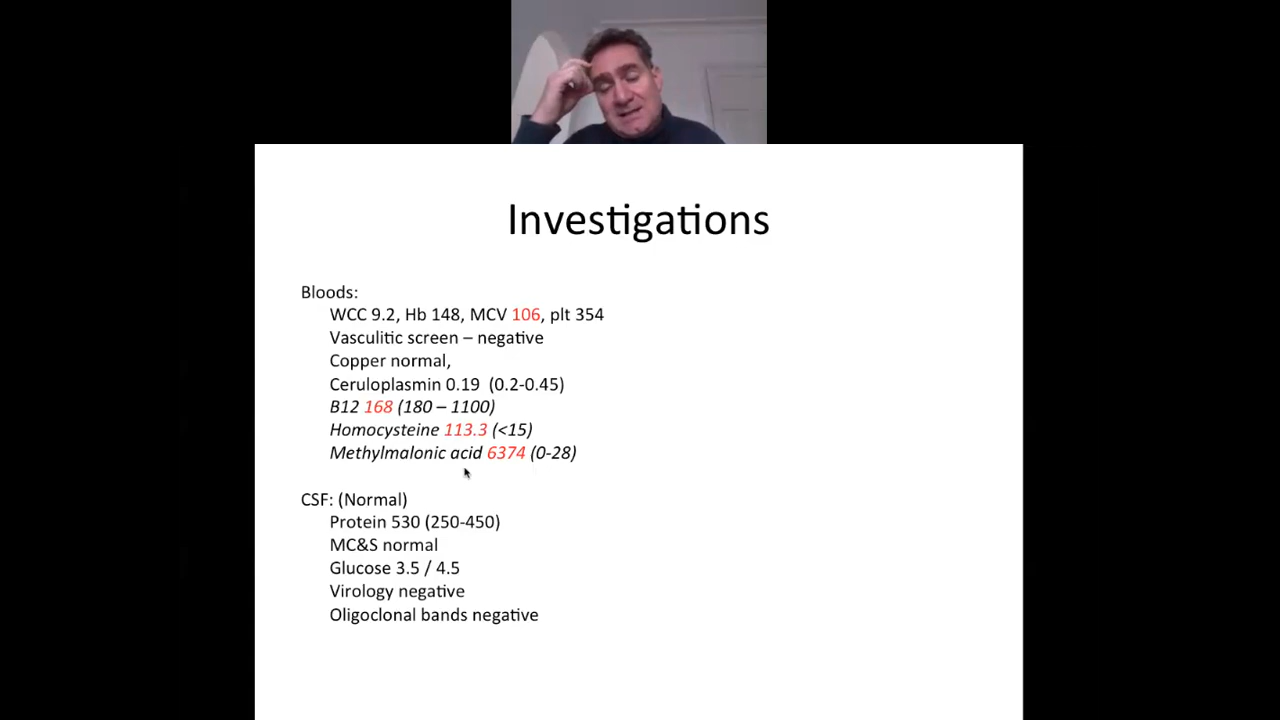 Investigations
Bloods:
WCC 9.2, Hb 148, MCV 106, plt 354
Vasculitic screen – negative
Copper normal,
Ceruloplasmin 0.19 (0.2-0.45)
B12 168 (180 – 1100)
Homocysteine 113.3 (<15)
Methylmalonic acid 6374 (0-28)
CSF: (Normal)
Protein 530 (250-450)
MC&S normal
Glucose 3.5 / 4.5
Virology negative
Oligoclonal bands negative